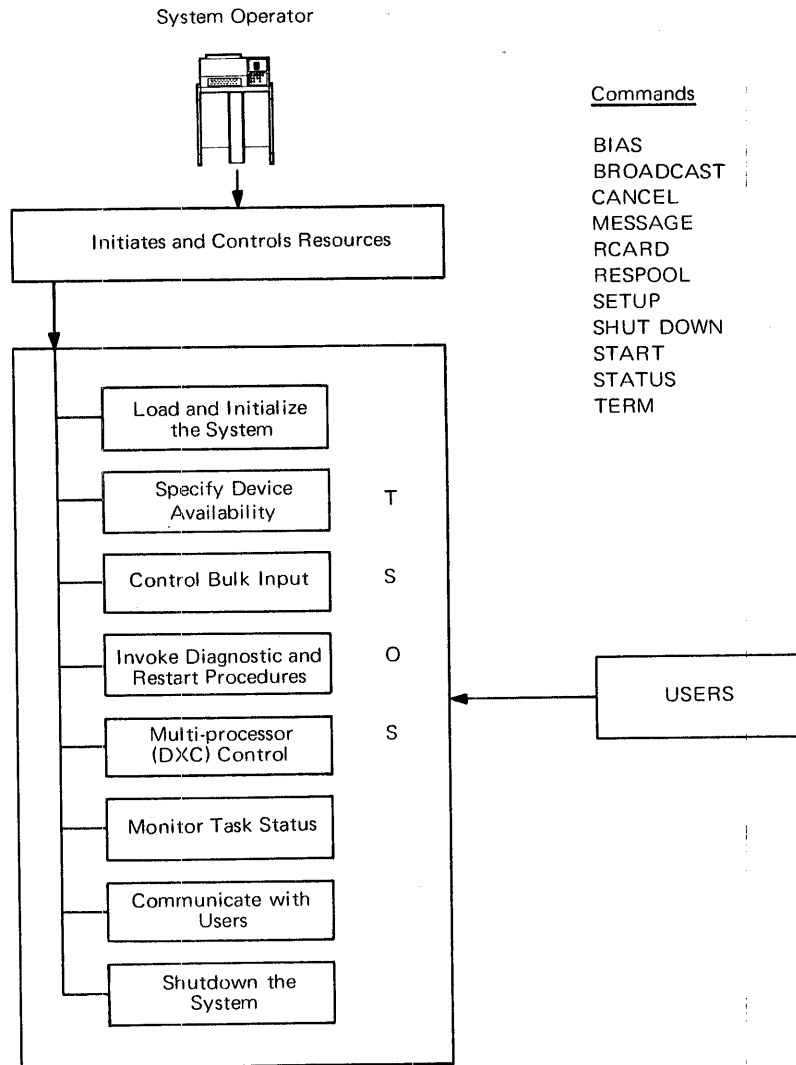 System Operator
Commands
BIAS
BROADCAST
CANCEL
MESSAGE
RCARD
RESPOOL
SETUP
SHUT DOWN
START
STATUS
TERM
Initiates and Controls Resources
Load and Initialize
the System
Specify Device
Availability
Control Bulk Input
Invoke Diagnostic and
Restart Procedures
Multi-processor
(DXC) Control
Monitor Task Status
Communicate with
Users
Shutdown the
System
T
S
O
S
USERS